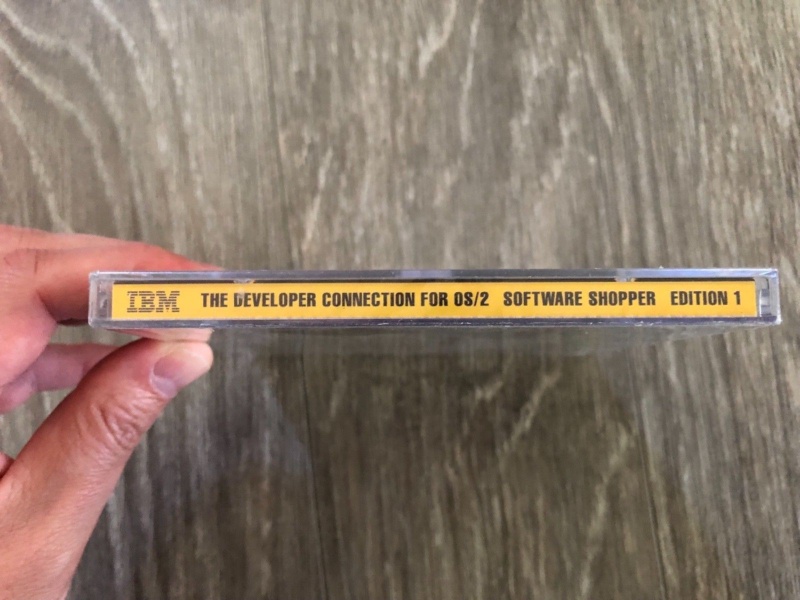 IBM THE DEVELOPER CONNECTION FOR OS/2 SOFTWARE SHOPPER EDITION 1